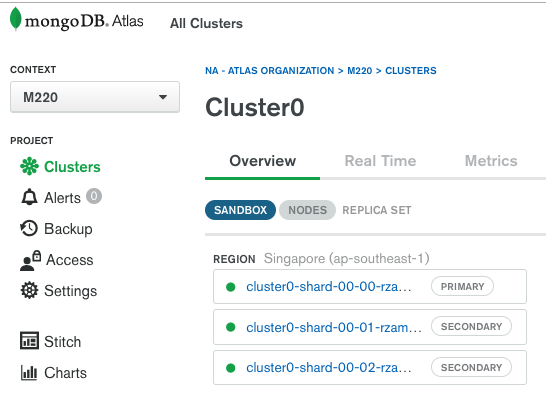 mongoDB. Atlas All Clusters
CONTEXT
M220
PROJECT
Clusters
Alerts 0
Backup
Access
Settings
Stitch
Charts
NA - ATLAS ORGANIZATION > M220 > CLUSTERS
Cluster0
Overview Real Time Metrics
SANDBOX NODES REPLICA SET
REGION Singapore (ap-southeast-1)
cluster0-shard-00-00-rza... PRIMARY
cluster0-shard-00-01-rzam... SECONDARY
cluster0-shard-00-02-rza... SECONDARY